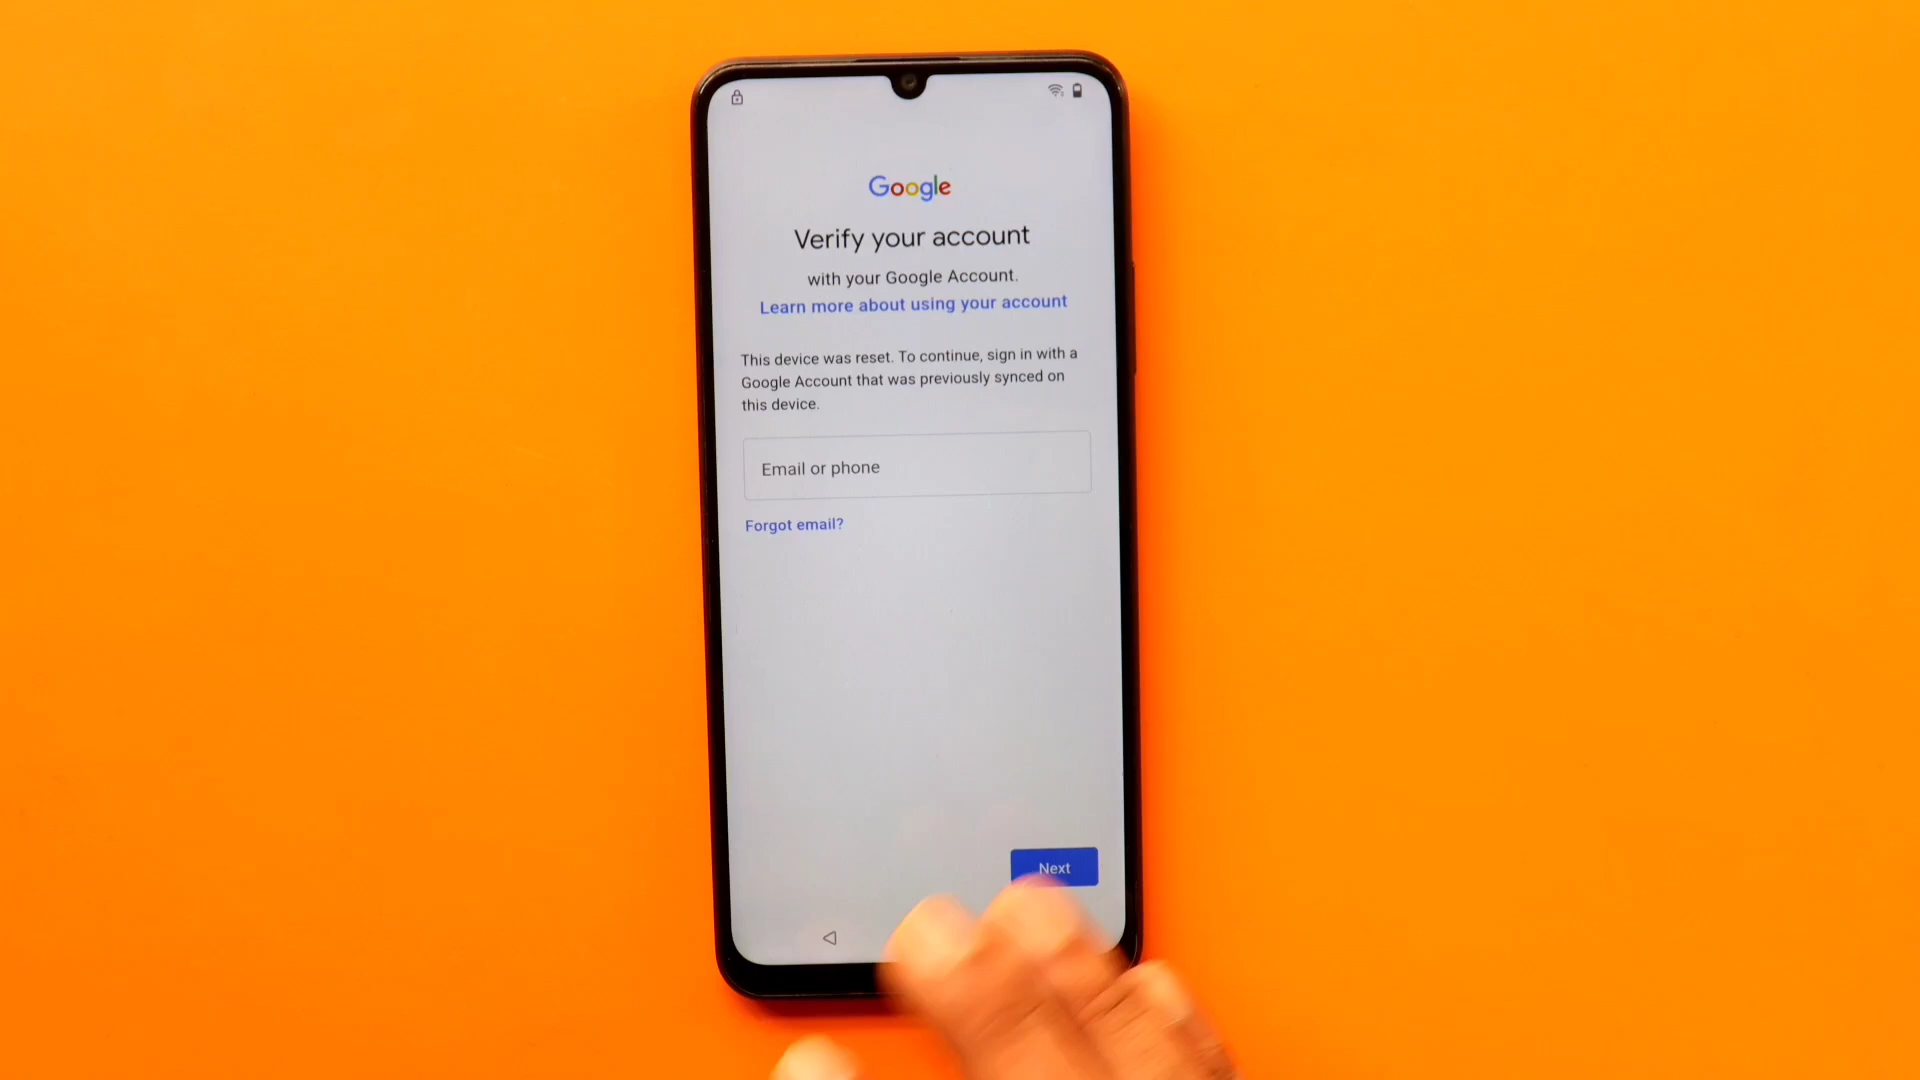 Google
Verify your account
with your Google Account.
Learn more about using your account
This device was reset. To continue, sign in with a
Google Account that was previously synced on
this device.
Email or phone
Forgot email?
Next